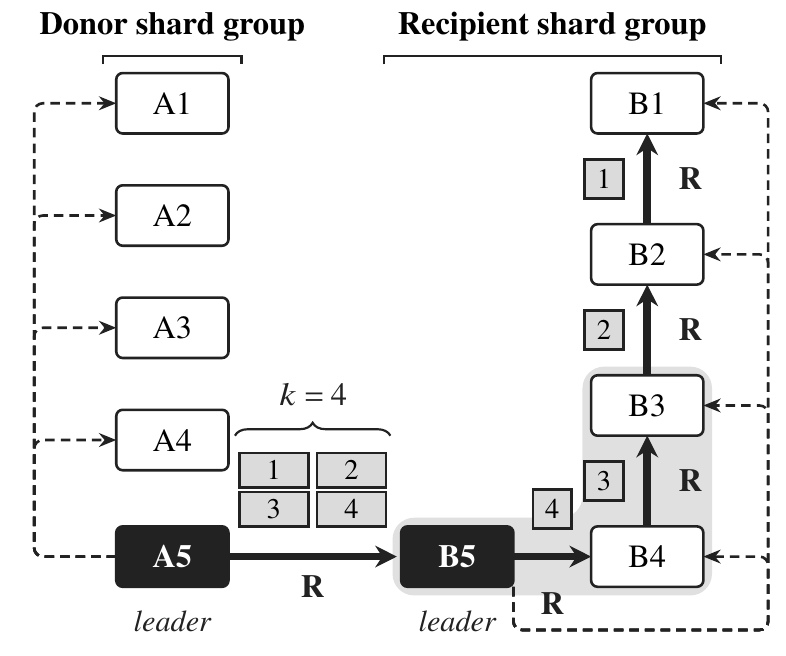 Donor shard group
Recipient shard group
A1
B1
1
R
A2
B2
2
R
A3
k = 4
B3
A4
1
2
3
R
3
4
4
A5
B5
B4
R
R
leader
leader